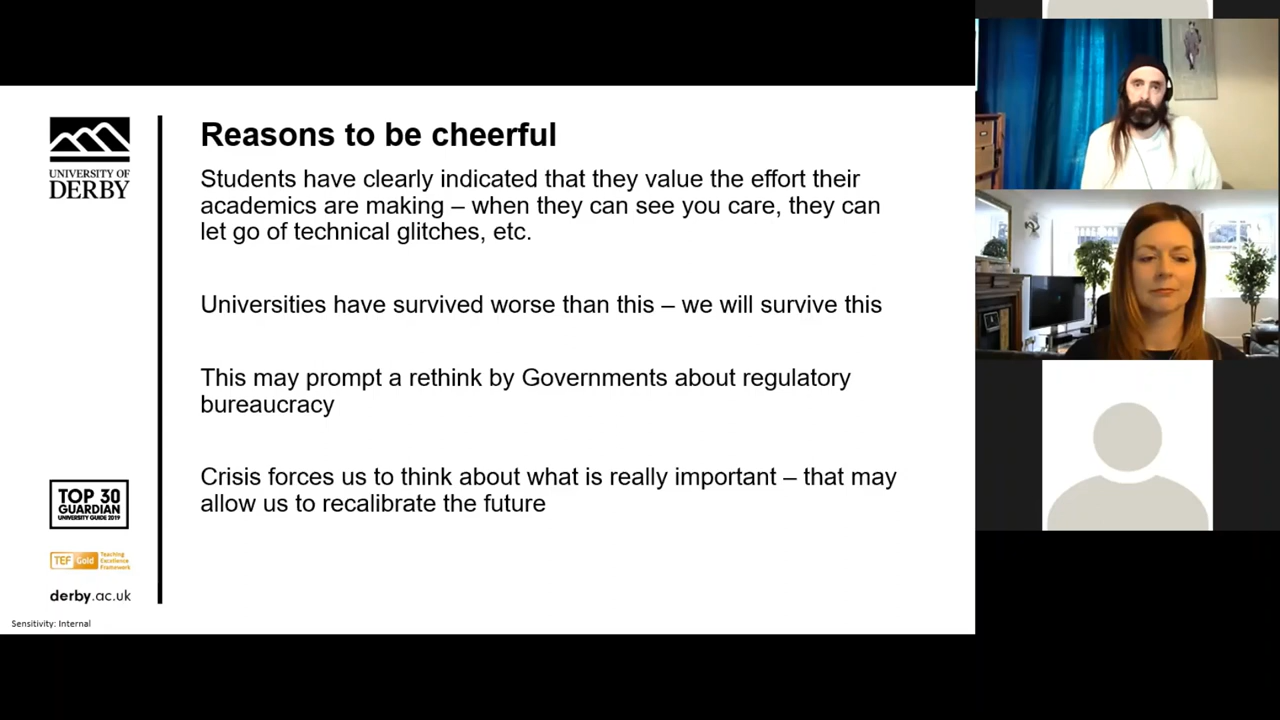 UNIVERSITY OF
DERBY
Reasons to be cheerful
Students have clearly indicated that they value the effort their
academics are making – when they can see you care, they can
let go of technical glitches, etc.
Universities have survived worse than this – we will survive this
This may prompt a rethink by Governments about regulatory
bureaucracy
Crisis forces us to think about what is really important – that may
allow us to recalibrate the future
TOP 30
GUARDIAN
UNIVERSITY GUIDE 2019
TEF Gold
Teaching
Excellence
Framework
derby.ac.uk
Sensitivity: Internal